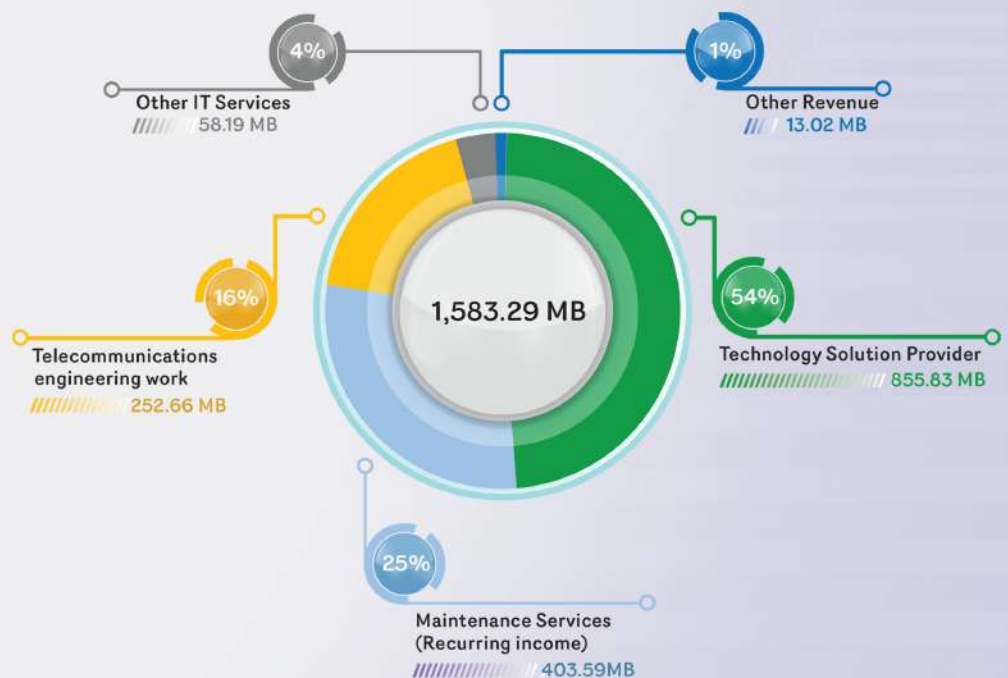 4%
Other IT Services
58.19 MB
1%
Other Revenue
13.02 MB
1,583.29 MB
16%
Telecommunications
engineering work
252.66 MB
54%
Technology Solution Provider
855.83 MB
25%
Maintenance Services
(Recurring income)
403.59MB